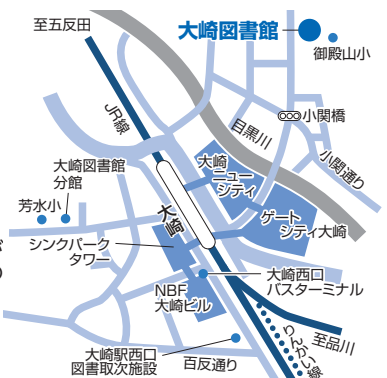 至五反田
大崎図書館
御殿山小
JR線
目黒川
小関橋
小関通り
大崎図書館
分館
大崎
ニュー
シティ
芳水小
大崎
ゲート
シティ大崎
シンクパーク
タワー
大崎西口
バスターミナル
NBF
大崎ビル
りんかい線
至品川
大崎駅西口
図書取次施設
百反通り